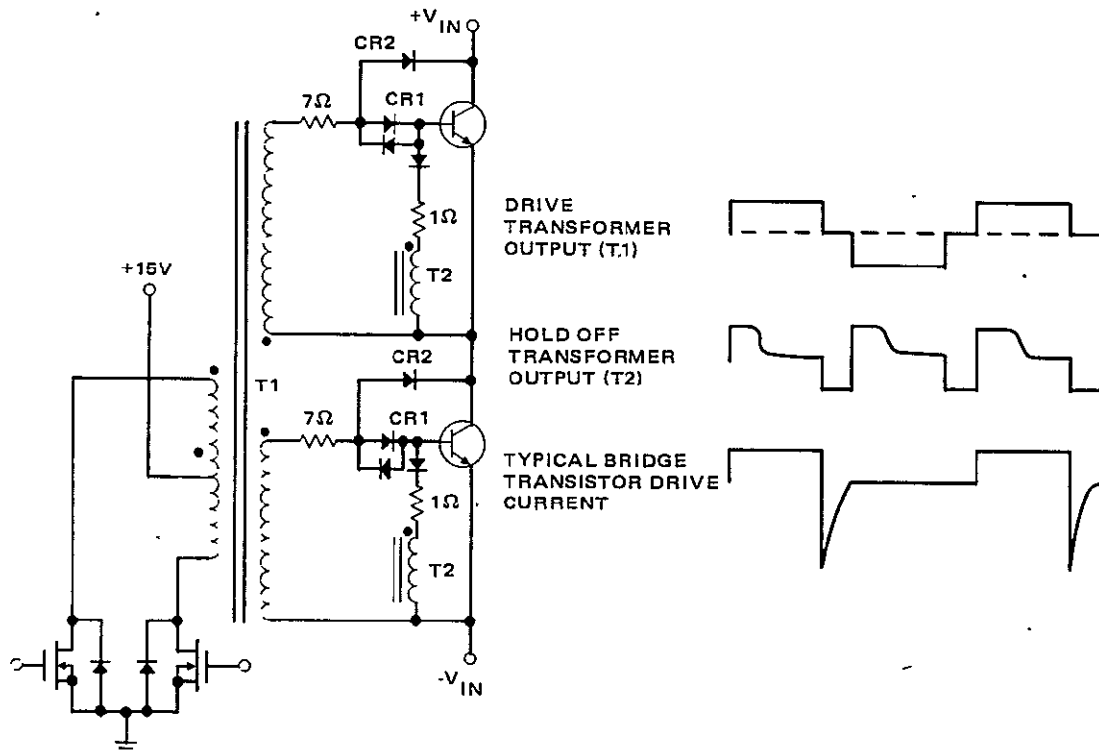 +V IN
CR2
7Ω
CR1
1Ω
T2
+15V
T1
CR2
7Ω
CR1
1Ω
T2
-V IN
DRIVE
TRANSFORMER
OUTPUT (T.1)
HOLD OFF
TRANSFORMER
OUTPUT (T2)
TYPICAL BRIDGE
TRANSISTOR DRIVE
CURRENT